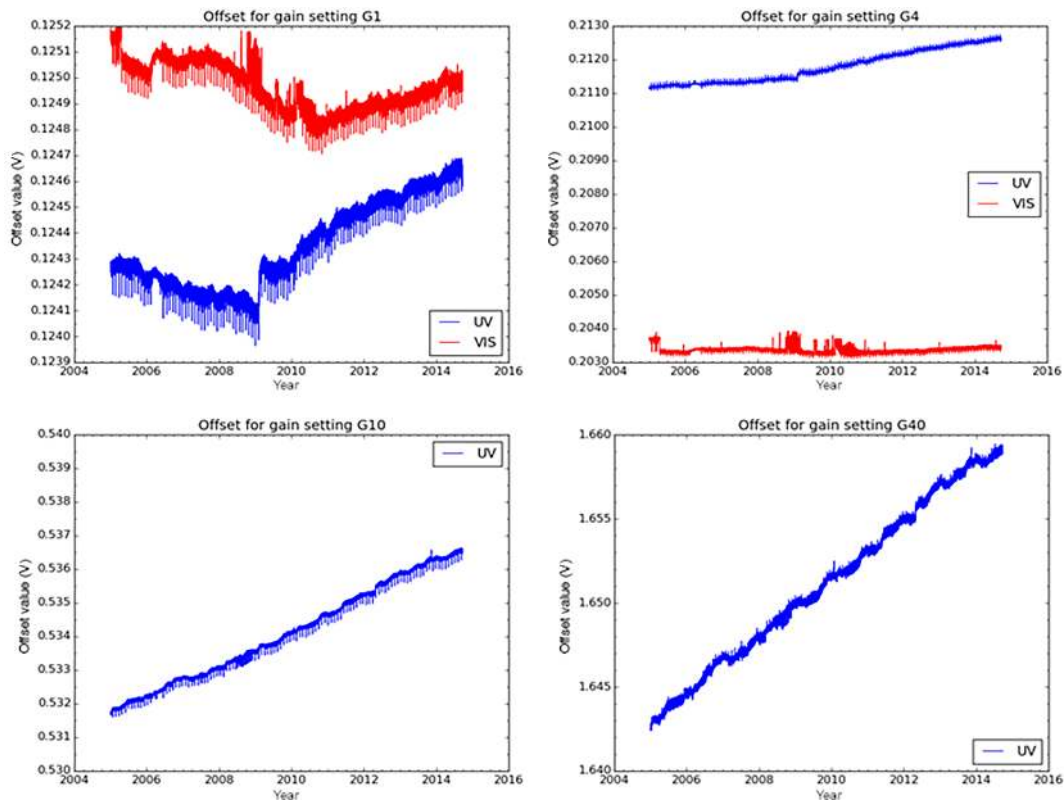 Offset for gain setting G1
0.1252
0.1251
0.1250
0.1249
0.1248
0.1247
0.1246
0.1245
0.1244
0.1243
0.1242
0.1241
0.1239
Offset value (V)
UV
VIS
2004 2006 2008 2010 2012 2014 2016
Year
Offset for gain setting G4
0.2130
0.2120
0.2110
0.2100
0.2090
0.2080
0.2070
0.2060
0.2050
0.2040
0.2030
Offset value (V)
UV
VIS
2004 2006 2008 2010 2012 2014 2016
Year
Offset for gain setting G10
0.540
0.539
0.538
0.537
0.536
0.535
0.534
0.533
0.532
0.531
0.530
Offset value (V)
UV
2004 2006 2008 2010 2012 2014 2016
Year
Offset for gain setting G40
1.660
1.655
1.650
1.645
1.640
Offset value (V)
UV
2004 2006 2008 2010 2012 2014 2016
Year